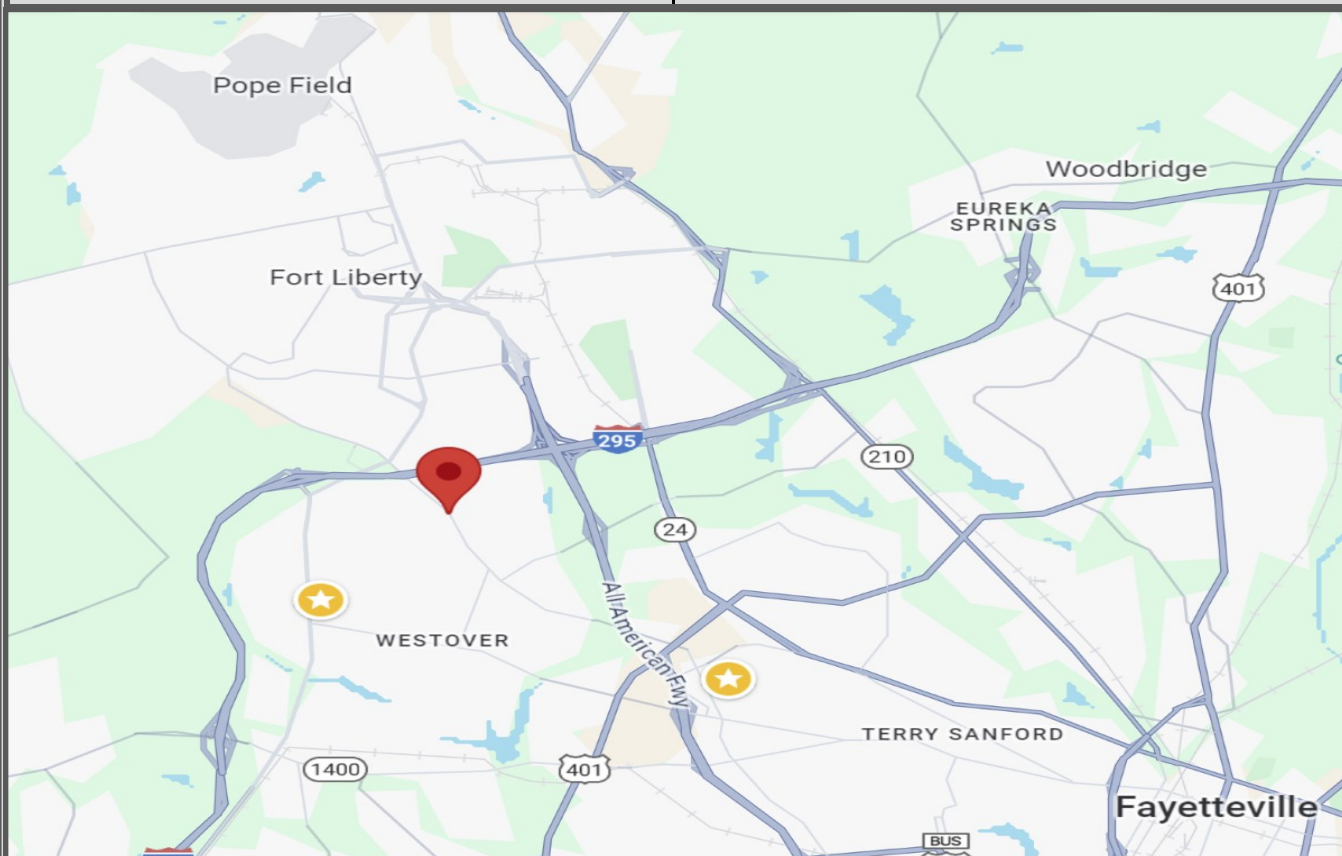 Pope Field
Woodbridge
EUREKA
SPRINGS
Fort Liberty
401
295
210
24
All American Fwy
WESTOVER
TERRY SANFORD
1400
401
Fayetteville
BUS